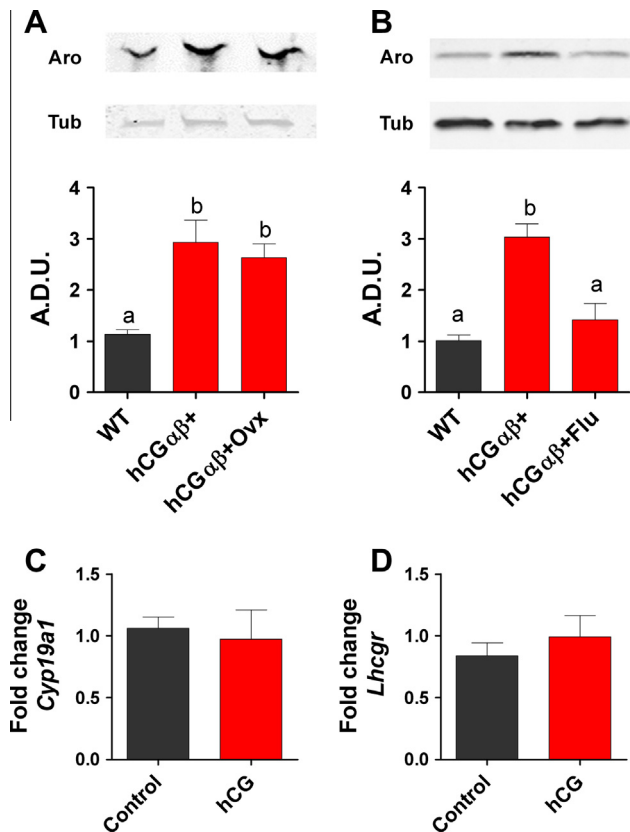 A
Aro
Tub
A.D.U.
4
3
2
1
0
a
b
b
WT
hCGαβ+
hCGαβ+Ovx
B
Aro
Tub
A.D.U.
4
3
2
1
0
a
b
a
WT
hCGαβ+
hCGαβ+Flu
C
Fold change
Cyp19a1
1.5
1.0
0.5
0.0
Control
hCG
D
Fold change
Lhcgr
1.5
1.0
0.5
0.0
Control
hCG